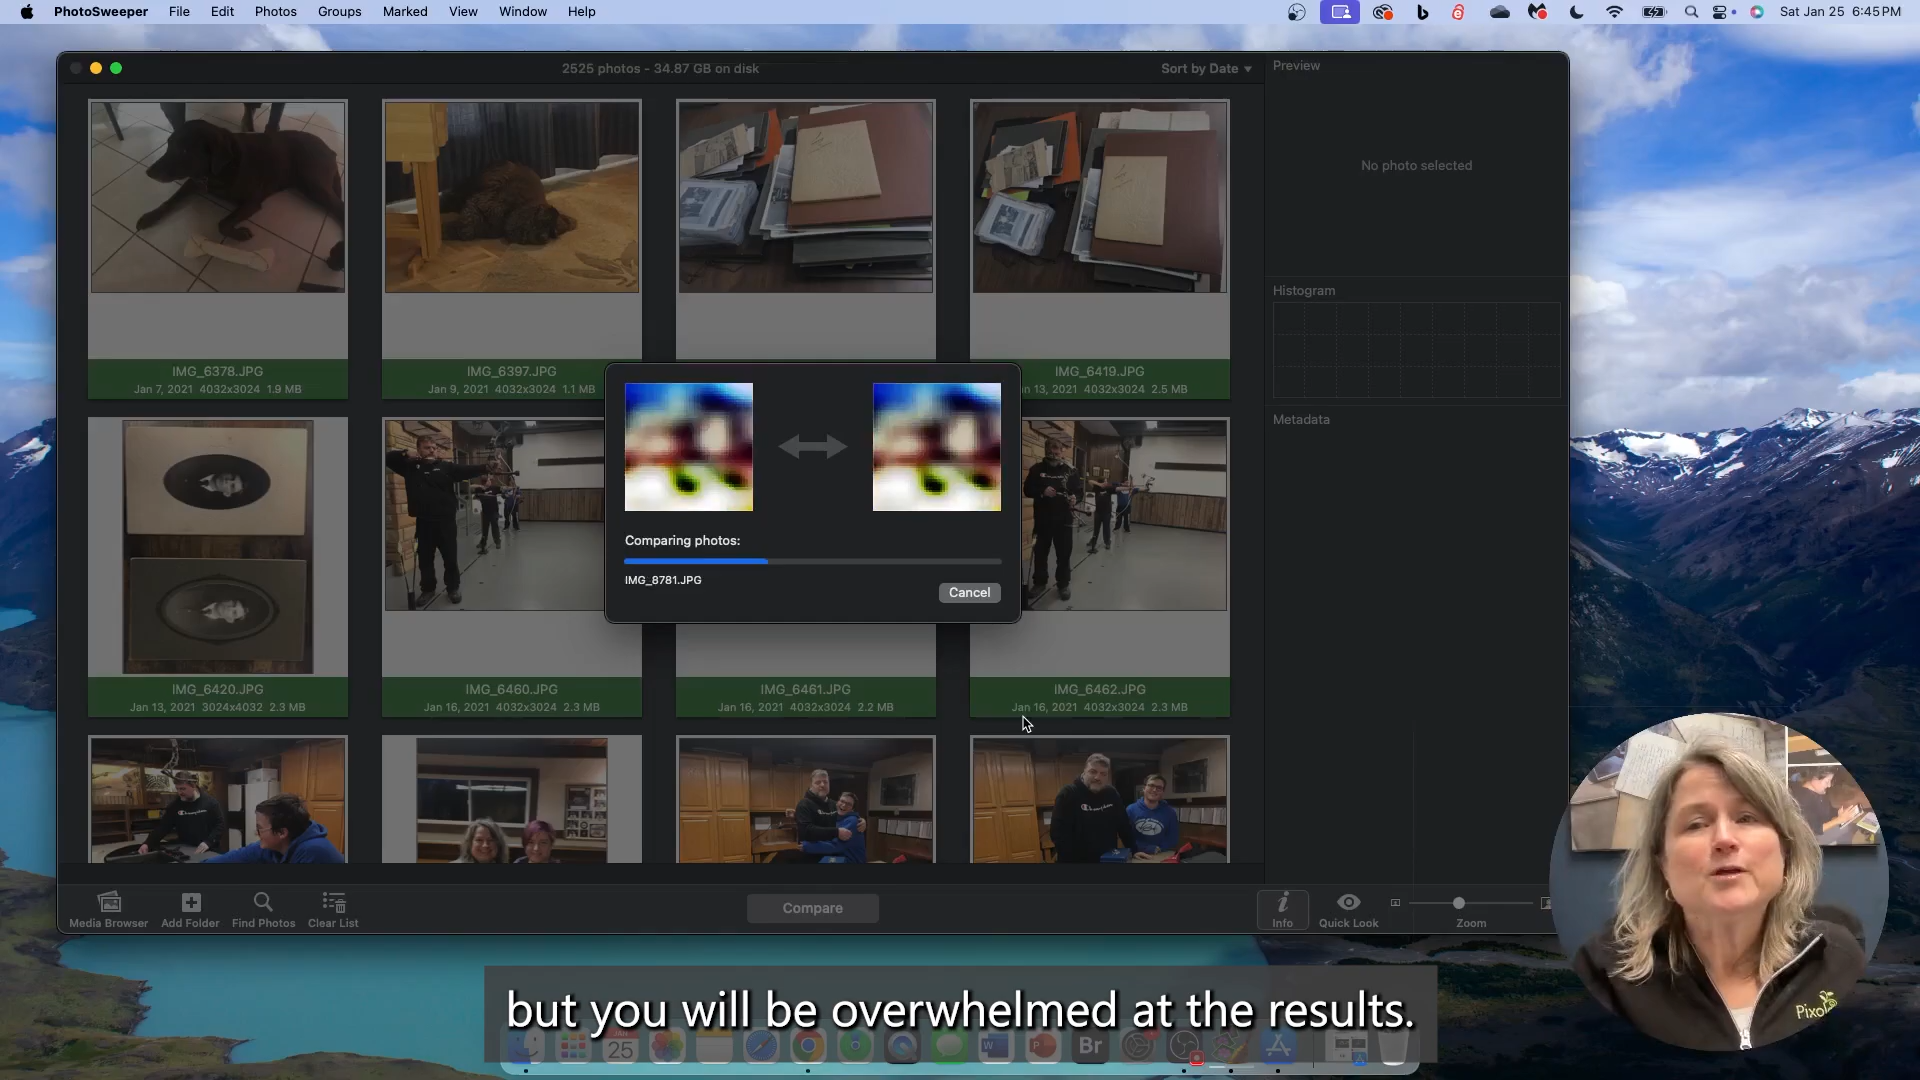 PhotoSweeper File Edit Photos Groups Marked View Window Help
Sat Jan 25 6:45 PM
2525 photos - 34.87 GB on disk
Sort by Date
Preview
No photo selected
Histogram
Metadata
IMG_6378.JPG
Jan 7, 2021 4032x3024 1.9 MB
IMG_6397.JPG
Jan 9, 2021 4032x3024 1.1 MB
IMG_6419.JPG
13, 2021 4032x3024 2.5 MB
Comparing photos:
IMG_8781.JPG
Cancel
IMG_6420.JPG
Jan 13, 2021 3024x4032 2.3 MB
IMG_6460.JPG
Jan 16, 2021 4032x3024 2.3 MB
IMG_6461.JPG
Jan 16, 2021 4032x3024 2.2 MB
IMG_6462.JPG
Jan 16, 2021 4032x3024 2.3 MB
Media Browser
Add Folder
Find Photos
Clear List
Compare
Info
Quick Look
Zoom
but you will be overwhelmed at the results.
25
Br
Pixolo